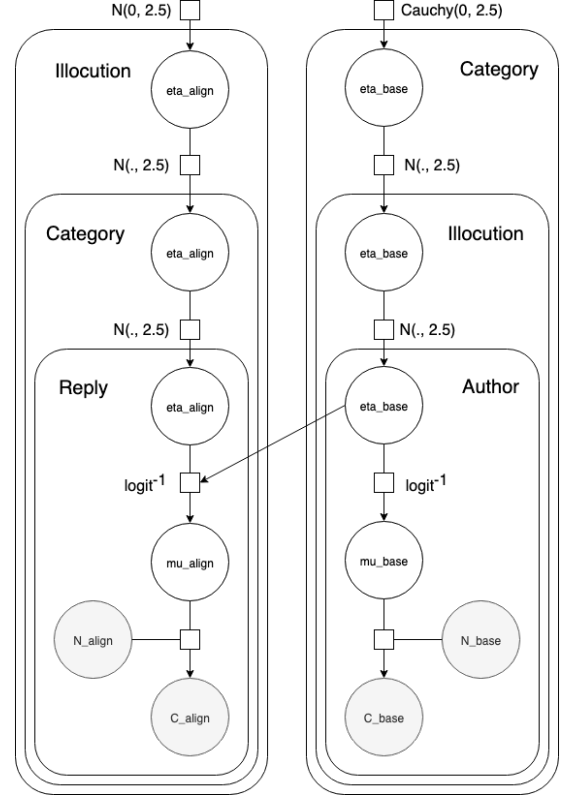 N(0, 2.5)
Cauchy(0, 2.5)
Illocution
eta_align
N(., 2.5)
Category
eta_align
N(., 2.5)
Reply
eta_align
logit-1
mu_align
N_align
C_align
Category
eta_base
N(., 2.5)
Illocution
eta_base
N(., 2.5)
Author
eta_base
logit-1
mu_base
N_base
C_base